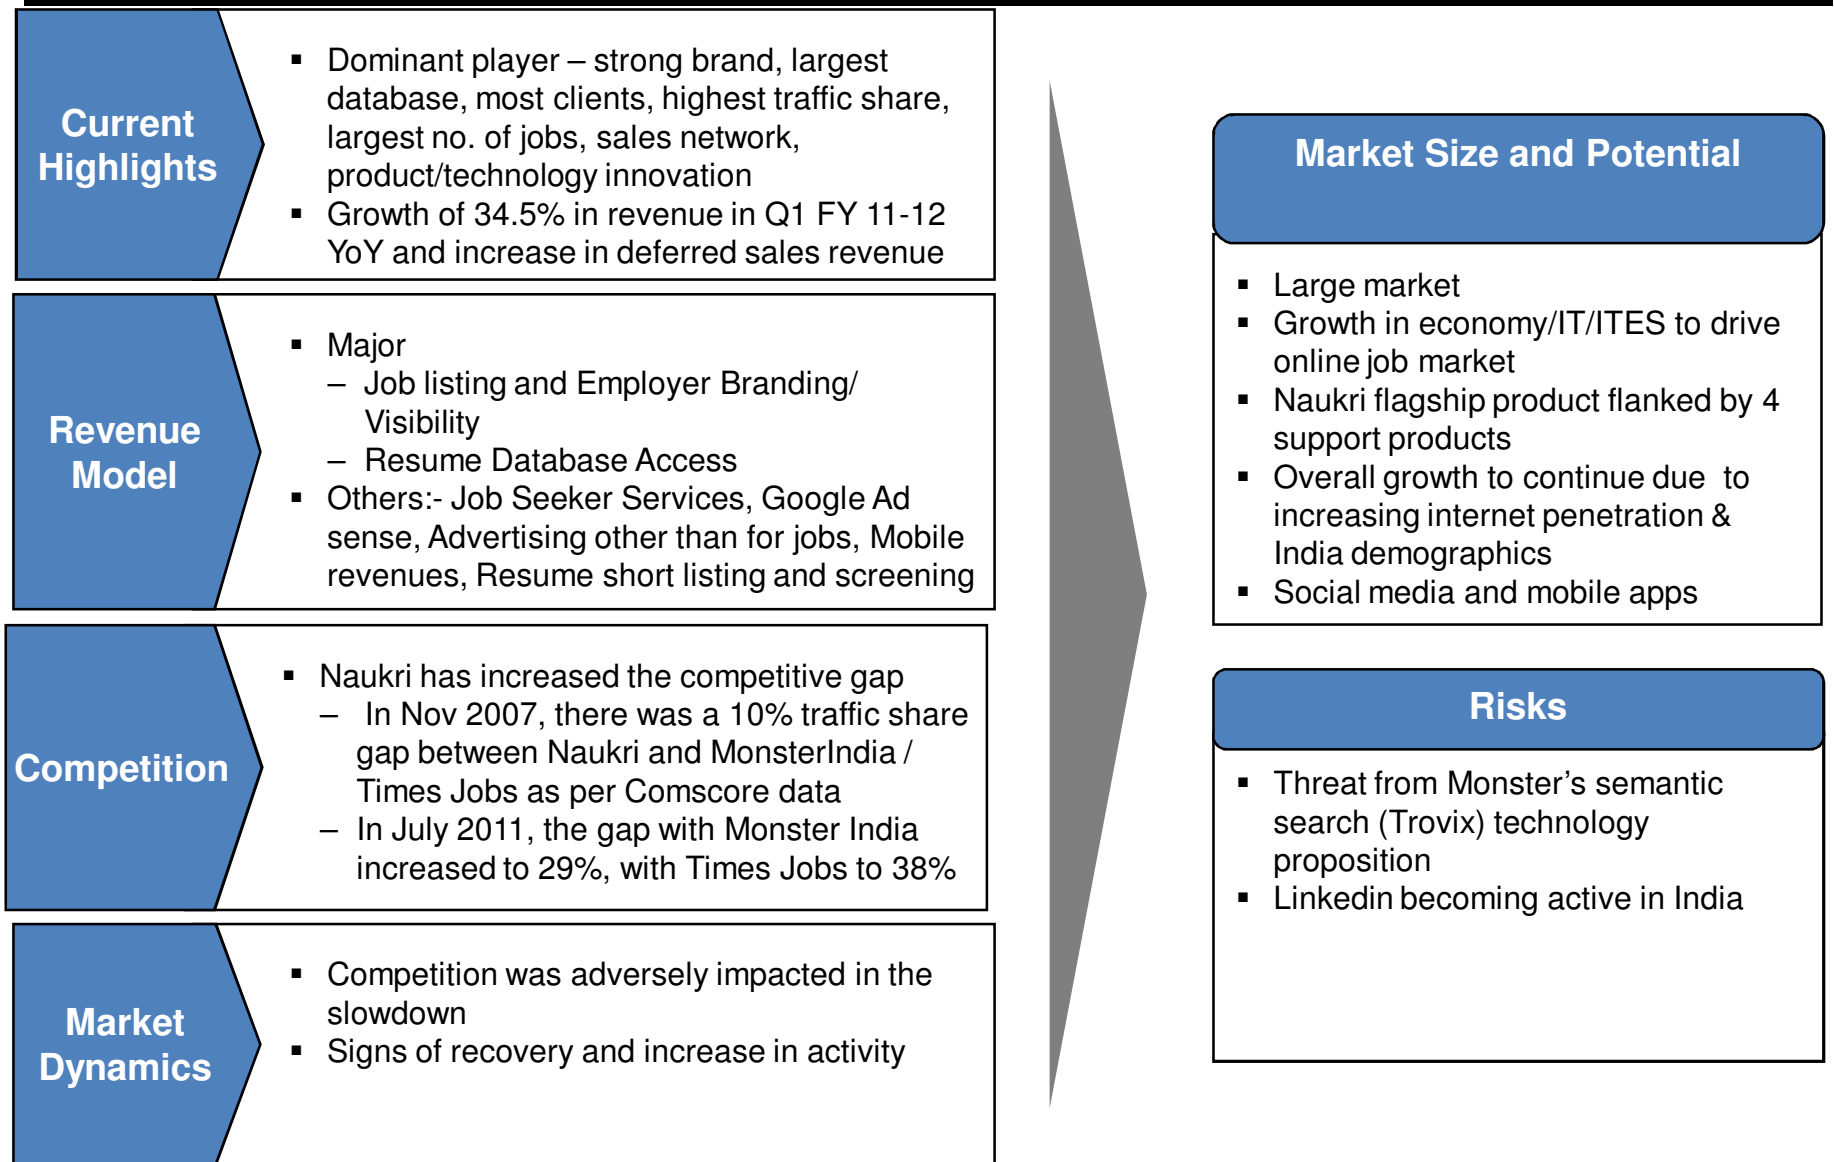 Current
Highlights
▪ Dominant player – strong brand, largest
database, most clients, highest traffic share,
largest no. of jobs, sales network,
product/technology innovation
▪ Growth of 34.5% in revenue in Q1 FY 11-12
YoY and increase in deferred sales revenue
Revenue
Model
▪ Major
– Job listing and Employer Branding/
Visibility
– Resume Database Access
▪ Others:- Job Seeker Services, Google Ad
sense, Advertising other than for jobs, Mobile
revenues, Resume short listing and screening
Competition
▪ Naukri has increased the competitive gap
– In Nov 2007, there was a 10% traffic share
gap between Naukri and MonsterIndia /
Times Jobs as per Comscore data
– In July 2011, the gap with Monster India
increased to 29%, with Times Jobs to 38%
Market
Dynamics
▪ Competition was adversely impacted in the
slowdown
▪ Signs of recovery and increase in activity
Market Size and Potential
▪ Large market
▪ Growth in economy/IT/ITES to drive
online job market
▪ Naukri flagship product flanked by 4
support products
▪ Overall growth to continue due to
increasing internet penetration &
India demographics
▪ Social media and mobile apps
Risks
▪ Threat from Monster’s semantic
search (Trovix) technology
proposition
▪ Linkedin becoming active in India